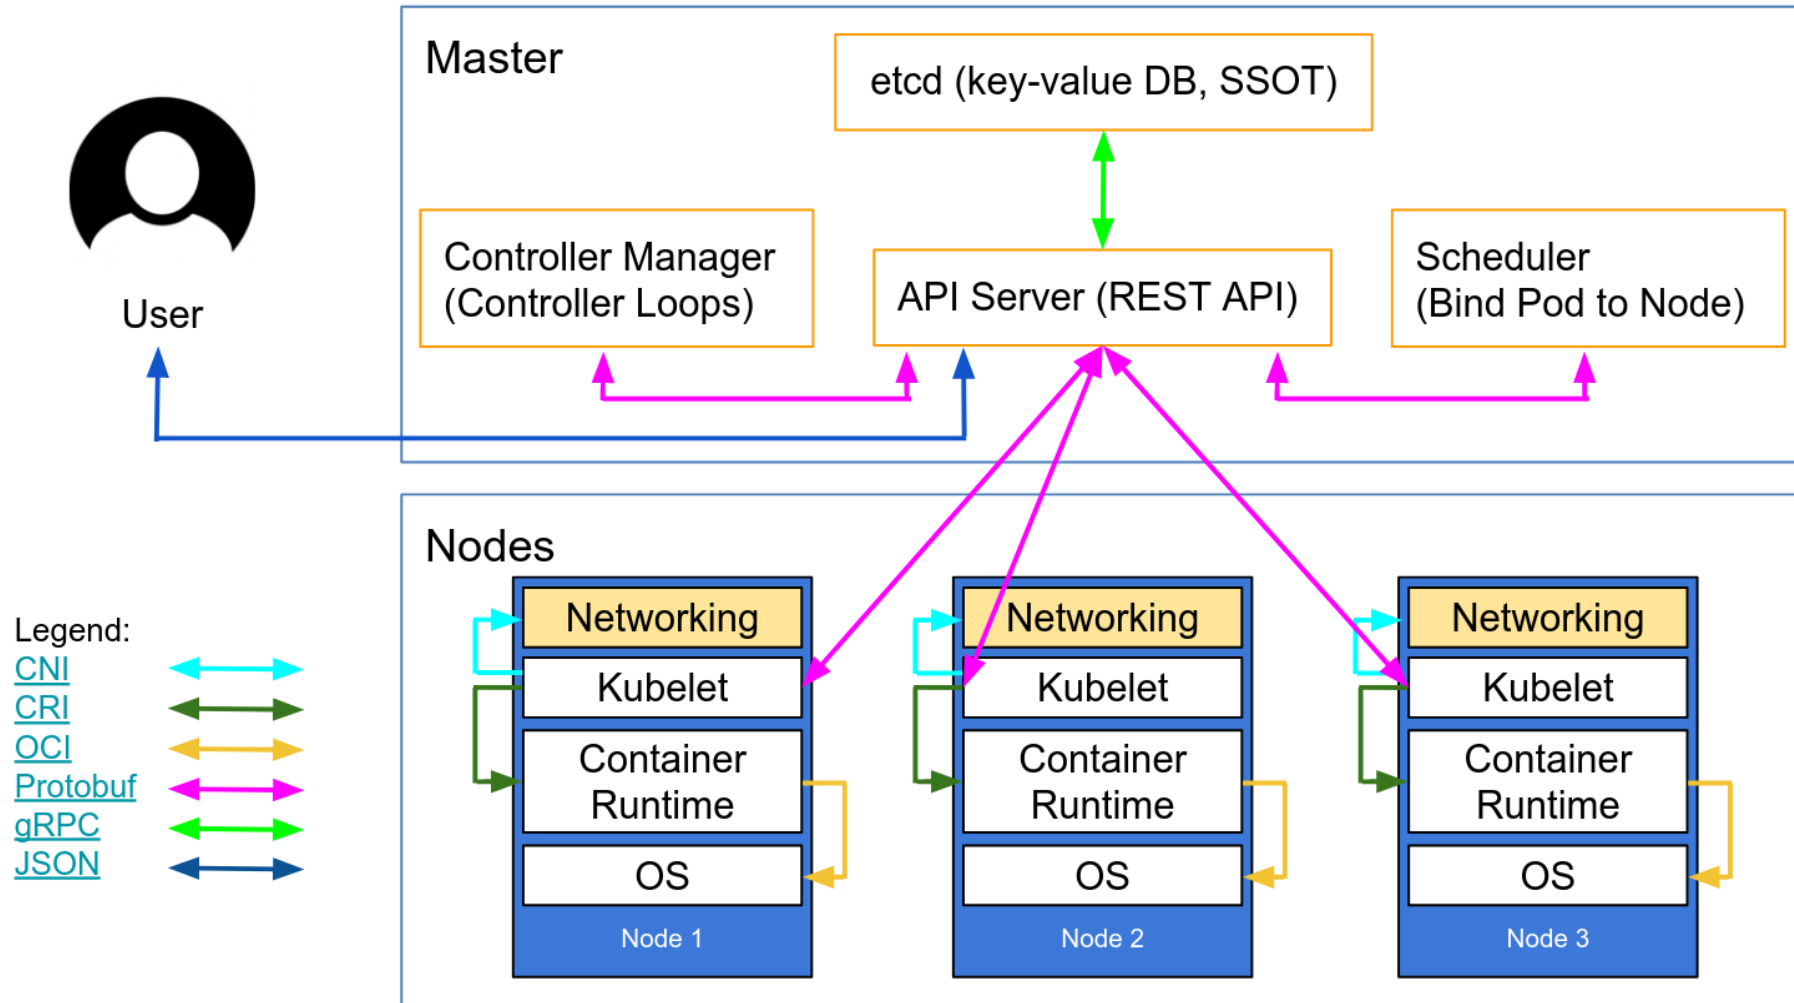 Master
etcd (key-value DB, SSOT)
Controller Manager
(Controller Loops)
API Server (REST API)
Scheduler
(Bind Pod to Node)
User
Nodes
Networking
Kubelet
Container
Runtime
OS
Node 1
Networking
Kubelet
Container
Runtime
OS
Node 2
Networking
Kubelet
Container
Runtime
OS
Node 3
Legend:
CNI
CRI
OCI
Protobuf
gRPC
JSON